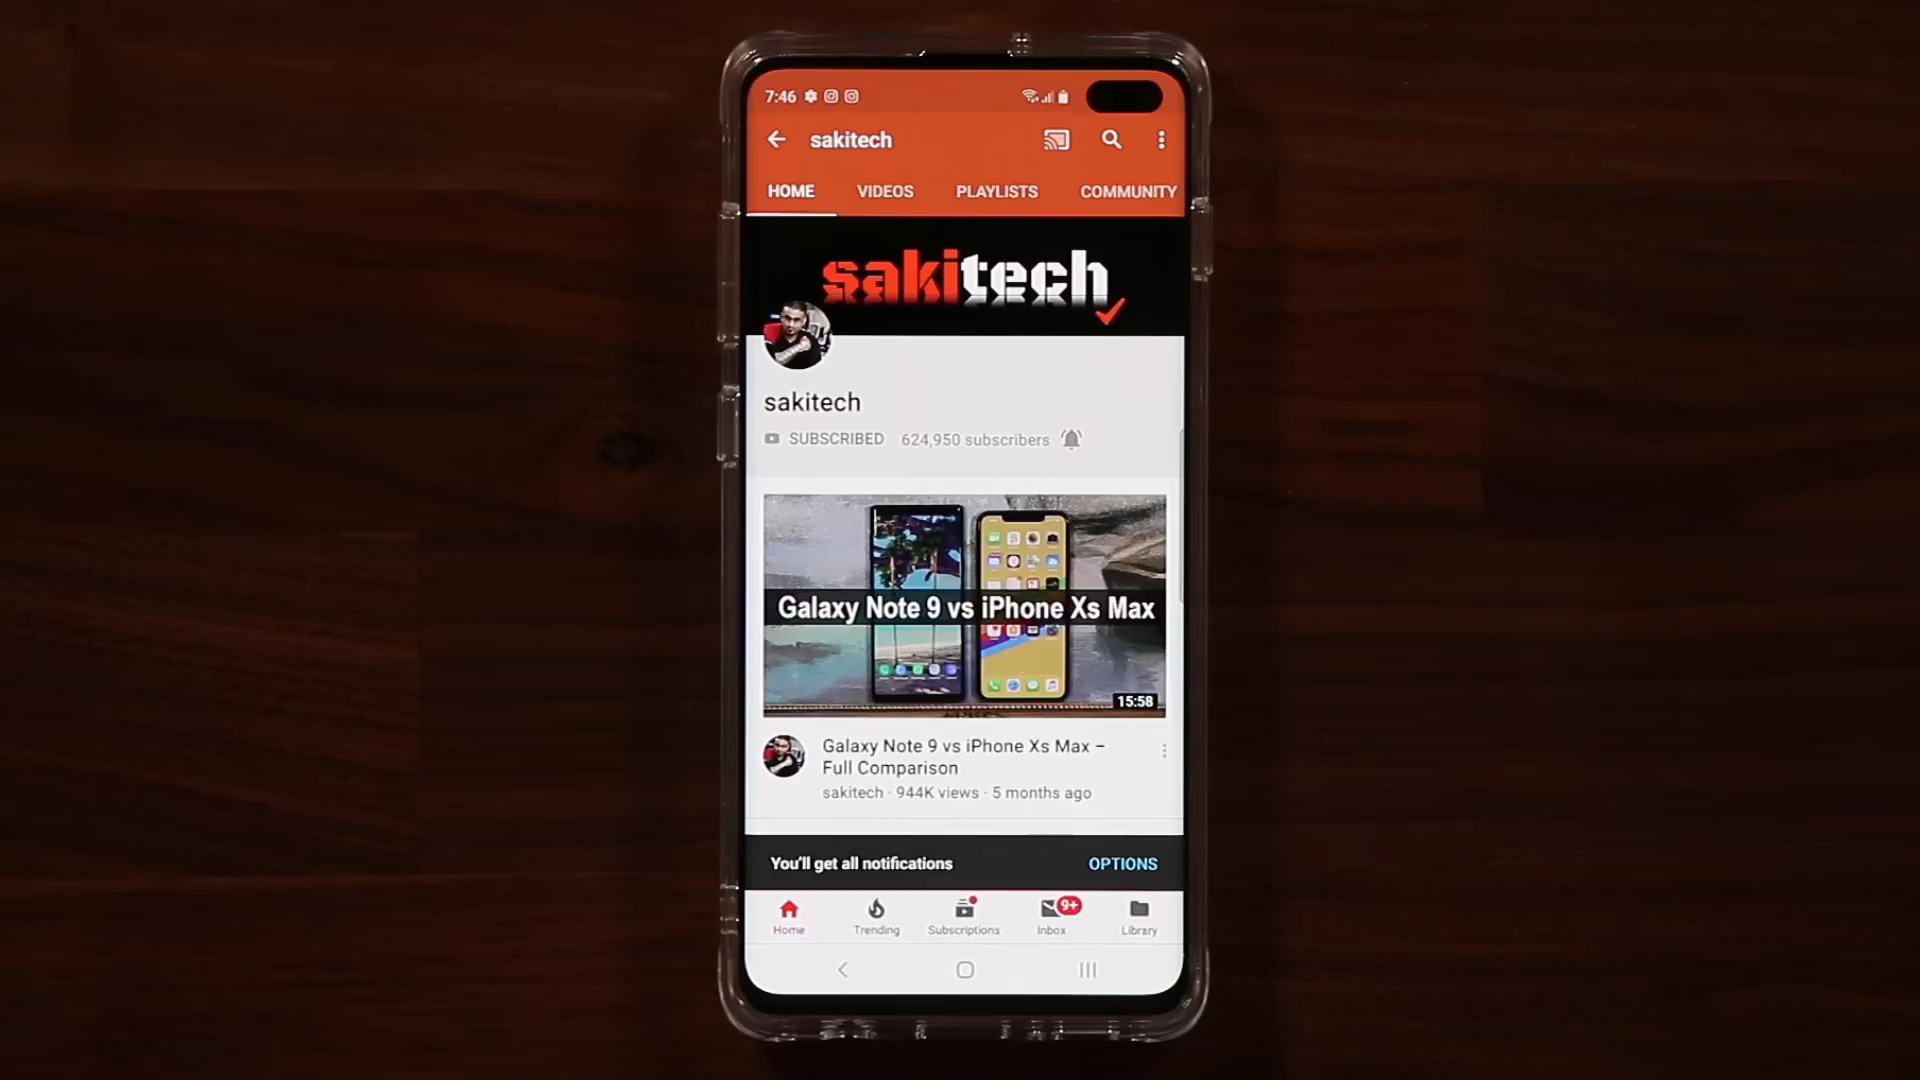 7:46
sakitech
HOME VIDEOS PLAYLISTS COMMUNITY
sakitech
sakitech
SUBSCRIBED 624,950 subscribers
Galaxy Note 9 vs iPhone Xs Max
15:58
Galaxy Note 9 vs iPhone Xs Max –
Full Comparison
sakitech · 944K views · 5 months ago
You'll get all notifications OPTIONS
9+
Home Trending Subscriptions Inbox Library